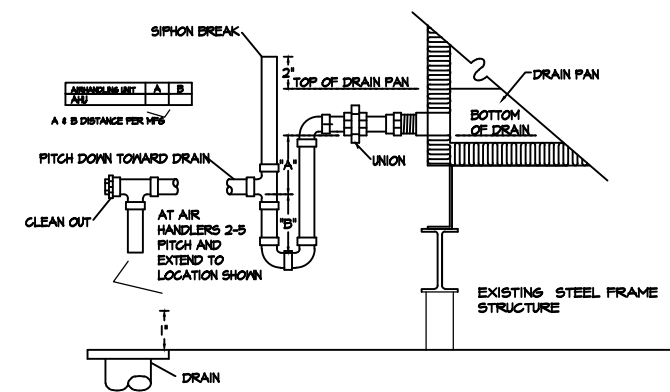 SIPHON BREAK
2"
TOP OF DRAIN PAN
DRAIN PAN
AIRHANDLING UNIT A B
AHU
A & B DISTANCE PER MFG
BOTTOM
OF DRAIN
UNION
"A"
PITCH DOWN TOWARD DRAIN
"B"
CLEAN OUT
AT AIR
HANDLERS 2-5
PITCH AND
EXTEND TO
LOCATION SHOWN
EXISTING STEEL FRAME
STRUCTURE
1"
DRAIN